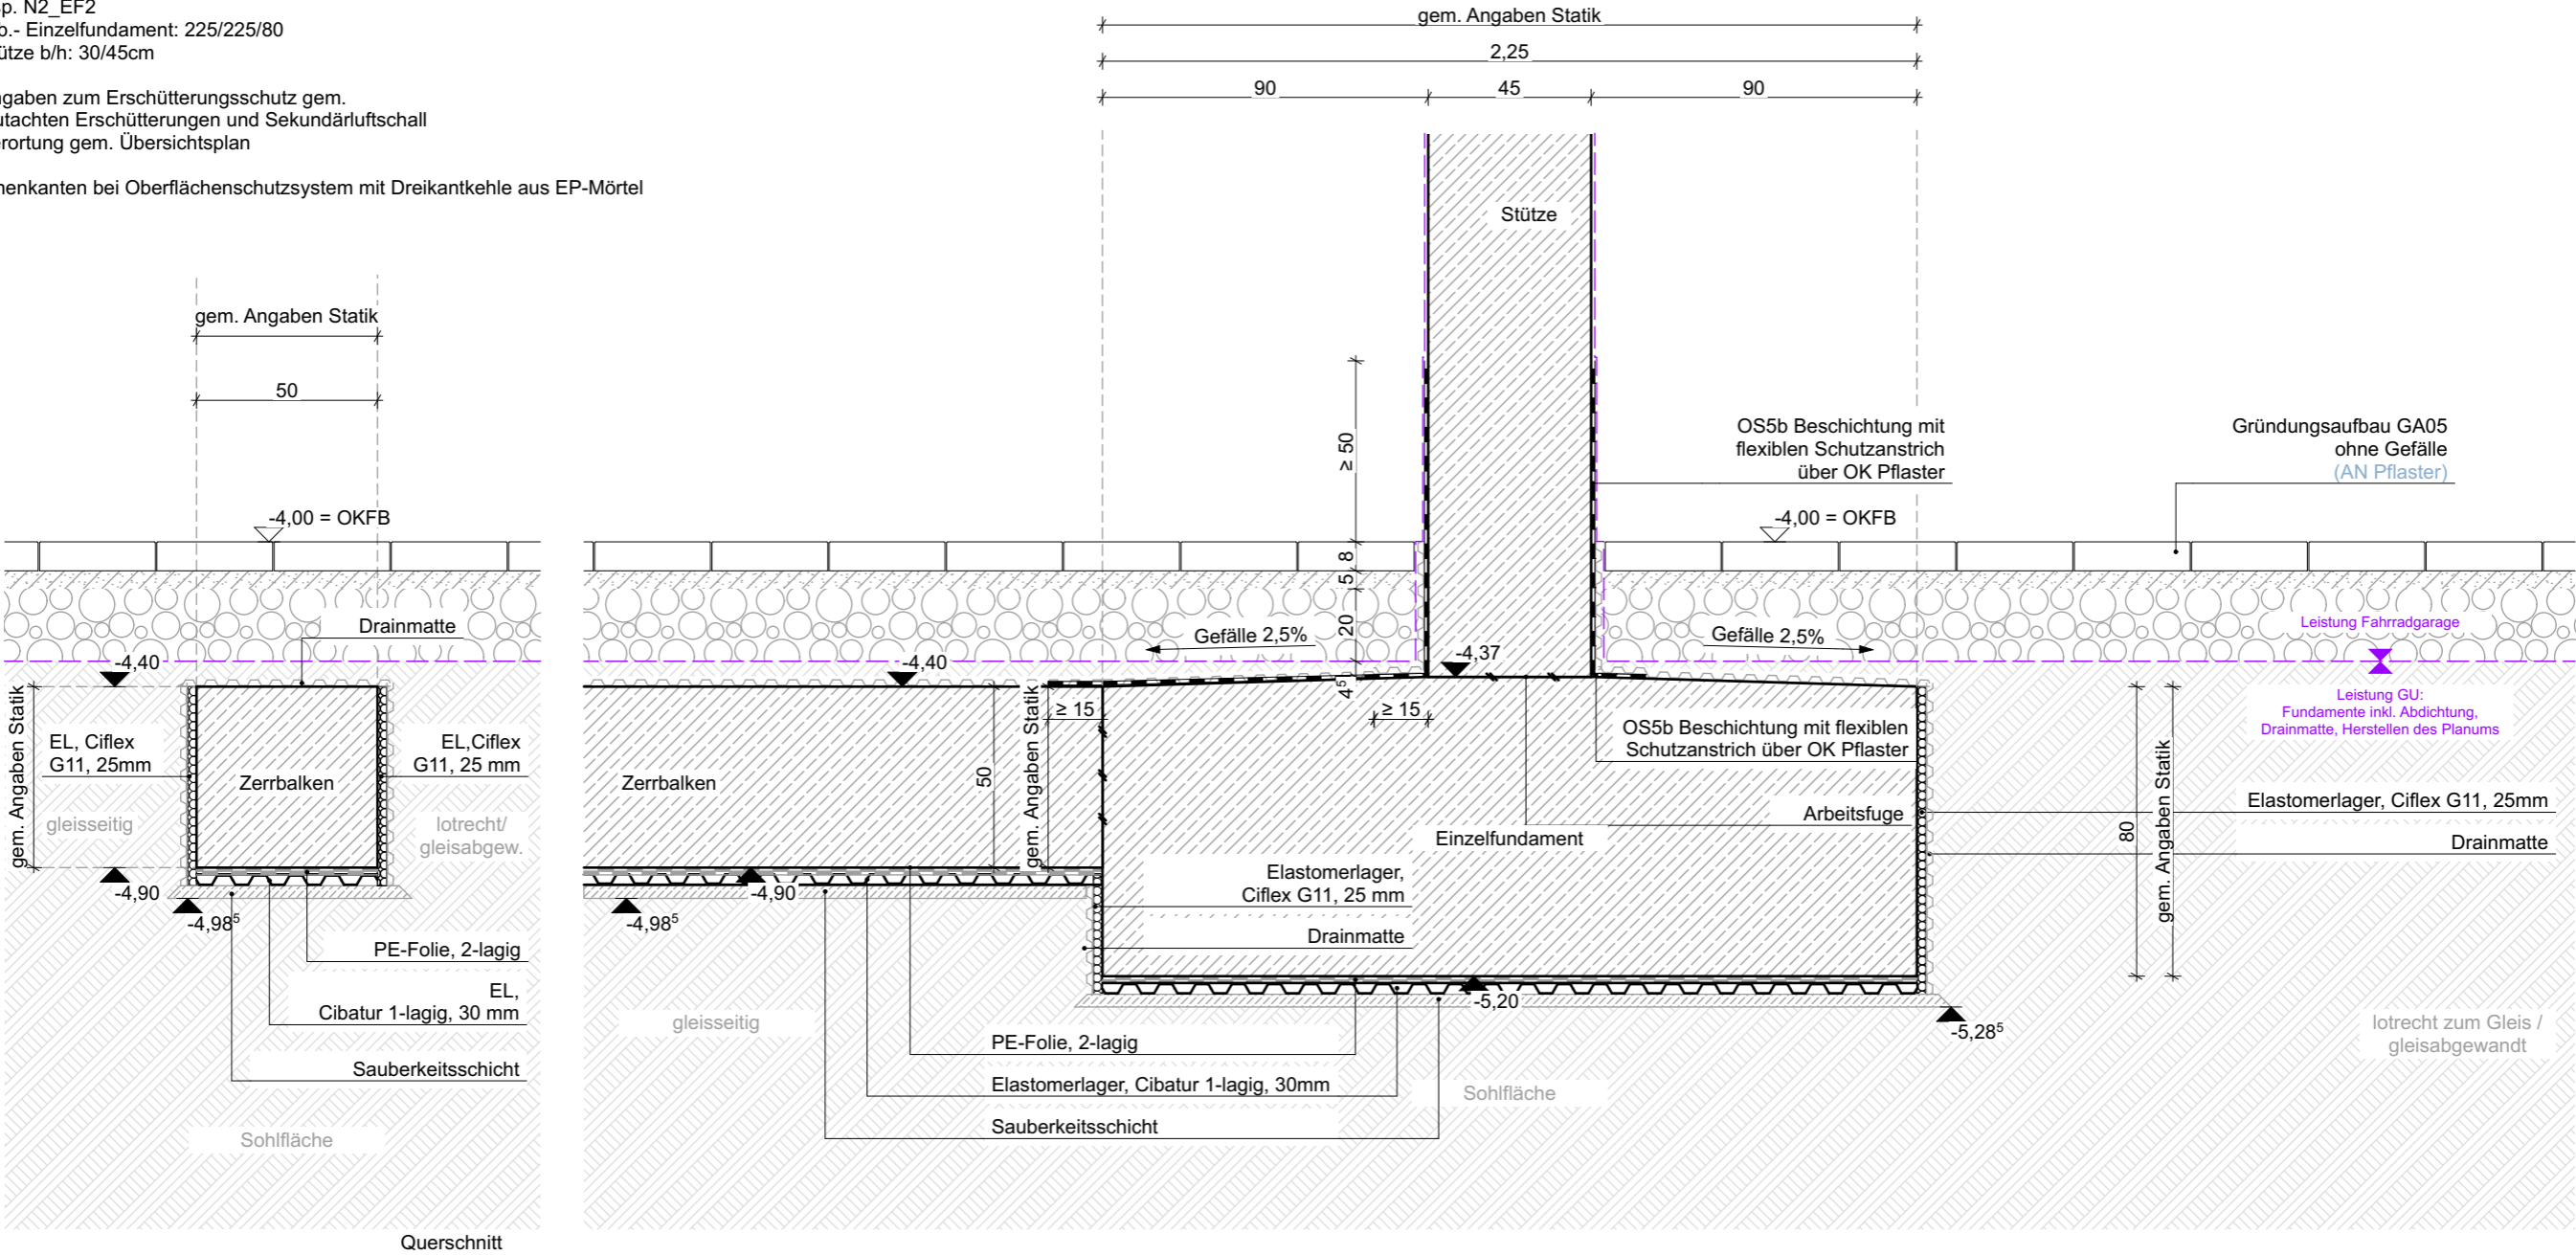 sp. N2_EF2
b.- Einzelfundament: 225/225/80
ütze b/h: 30/45cm
ngaben zum Erschütterungsschutz gem.
utachten Erschütterungen und Sekundärluftschall
erortung gem. Übersichtsplan
nenkanten bei Oberflächenschutzsystem mit Dreikantkehle aus EP-Mörtel
gem. Angaben Statik
2,25
90
45
90
Stütze
gem. Angaben Statik
50
≥ 50
OS5b Beschichtung mit
flexiblen Schutzanstrich
über OK Pflaster
Gründungsaufbau GA05
ohne Gefälle
(AN Pflaster)
-4,00 = OKFB
-4,00 = OKFB
8
5
20
4⁵
Drainmatte
Gefälle 2,5%
Gefälle 2,5%
Leistung Fahrradgarage
-4,40
-4,40
-4,37
Leistung GU:
Fundamente inkl. Abdichtung,
Drainmatte, Herstellen des Planums
≥ 15
≥ 15
gem. Angaben Statik
EL, Ciflex
G11, 25mm
EL,Ciflex
G11, 25 mm
Zerrbalken
gleisseitig
lotrecht/
gleisabgew.
Zerrbalken
50
gem. Angaben Statik
OS5b Beschichtung mit flexiblen
Schutzanstrich über OK Pflaster
Arbeitsfuge
Einzelfundament
80
gem. Angaben Statik
Elastomerlager, Ciflex G11, 25mm
Drainmatte
Elastomerlager,
Ciflex G11, 25 mm
Drainmatte
-4,90
-4,98⁵
-4,90
-4,98⁵
PE-Folie, 2-lagig
EL,
Cibatur 1-lagig, 30 mm
Sauberkeitsschicht
Sohlfläche
gleisseitig
-5,20
-5,28⁵
PE-Folie, 2-lagig
Elastomerlager, Cibatur 1-lagig, 30mm
Sauberkeitsschicht
Sohlfläche
lotrecht zum Gleis /
gleisabgewandt
Querschnitt